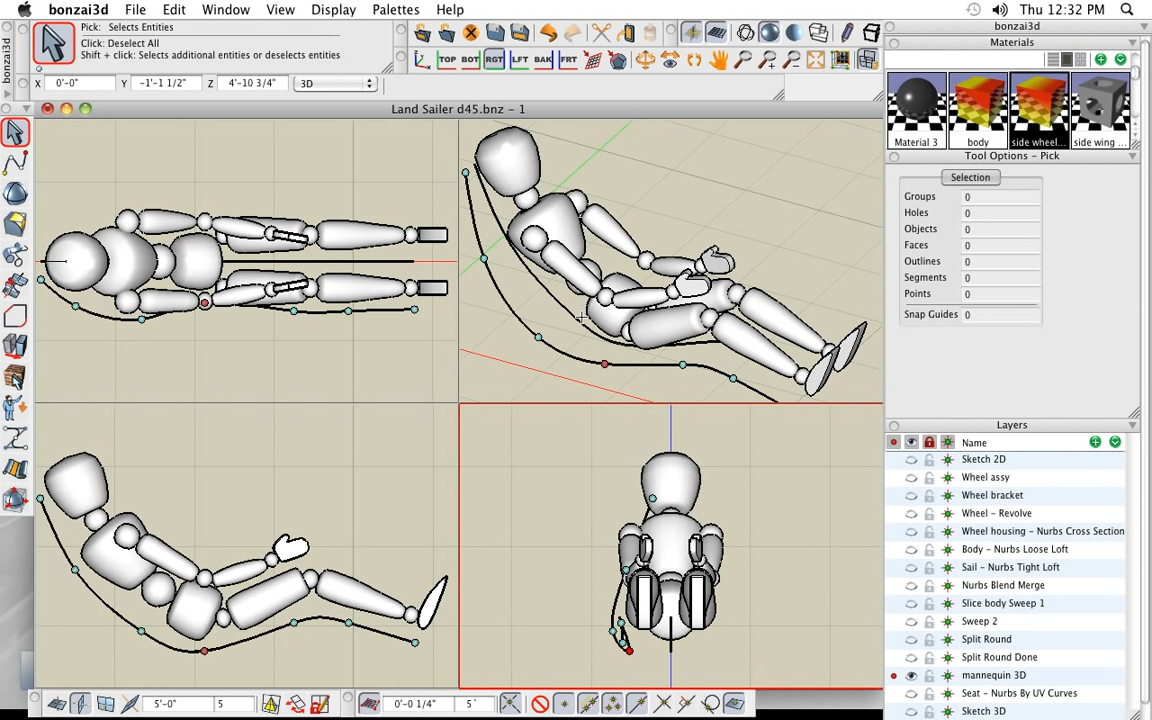 bonzai3d File Edit Window View Display Palettes Help Thu 12:32 PM
bonzai3d
Pick: Selects Entities
Click: Deselect All
Shift + click: Selects additional entities or deselects entities
X 0'-0" Y -1'-1 1/2" Z 4'-10 3/4" 3D
TOP BOT RGT LFT BAK FRT
Land Sailer d45.bnz - 1
bonzai3d
Materials
Material 3 body side wheel... side wing ...
Tool Options - Pick
Selection
Groups 0
Holes 0
Objects 0
Faces 0
Outlines 0
Segments 0
Points 0
Snap Guides 0
Layers
Name
Sketch 2D
Wheel assy
Wheel bracket
Wheel - Revolve
Wheel housing - Nurbs Cross Section
Body - Nurbs Loose Loft
Sail - Nurbs Tight Loft
Nurbs Blend Merge
Slice body Sweep 1
Sweep 2
Split Round
Split Round Done
mannequin 3D
Seat - Nurbs By UV Curves
Sketch 3D
5'-0" 5 0'-0 1/4" 5°